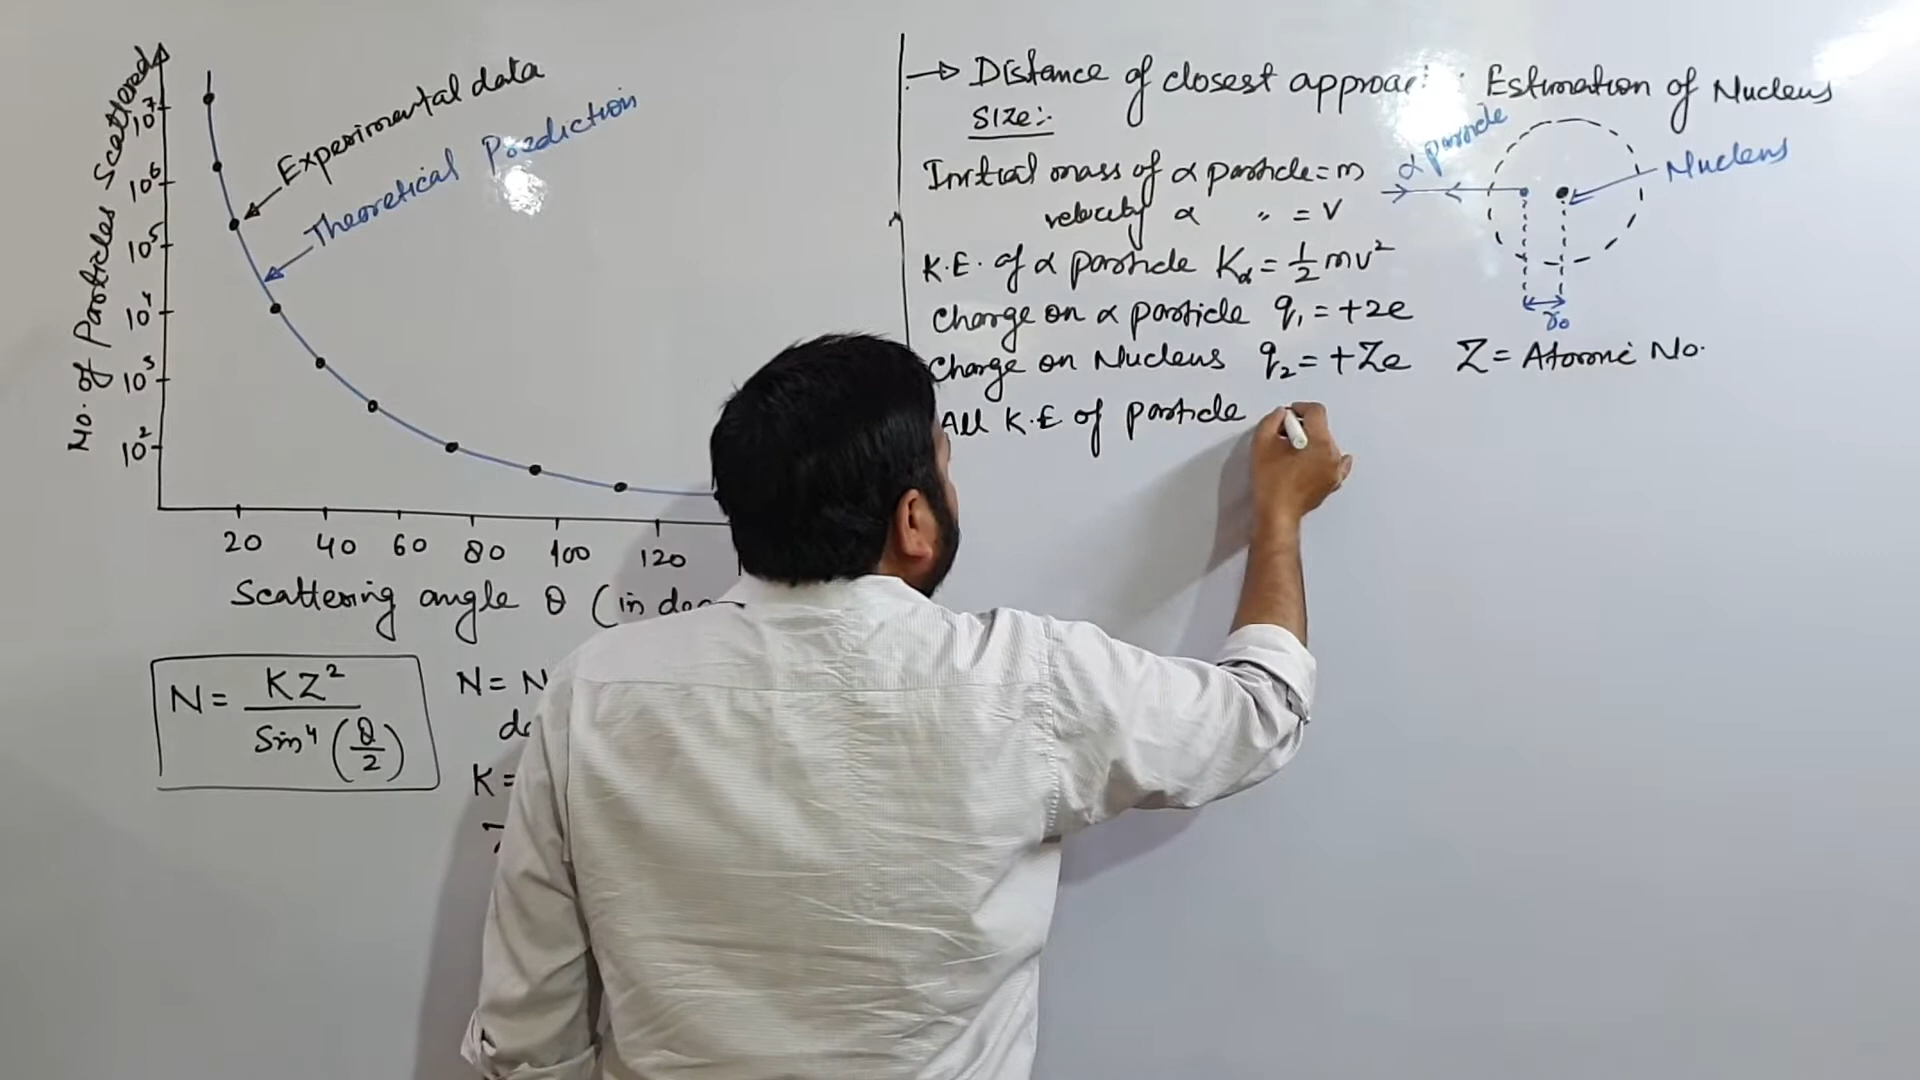 No. of Particles Scattered
10⁷
10⁶
10⁵
10⁴
10³
10²
20 40 60 80 100 120
Scattering angle θ (in
Experimental data
Theoretical Prediction
N = KZ² / Sin⁴ (θ/2)
N = N
K =
→ Distance of closest approac : Estimation of Nucleus
Size:-
Initial mass of α particle = m
velocity α " = v
K.E. of α particle Kα = 1/2 mv²
Charge on α particle q₁ = +2e
Charge on Nucleus q₂ = +Ze Z = Atomic No.
All K.E of particle
α particle
Nucleus
r₀